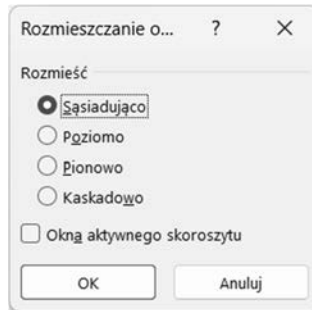 Rozmieszczanie o... ?
Rozmieść
Sąsiadująco
Poziomo
Pionowo
Kaskadowo
Okna aktywnego skoroszytu
OK Anuluj